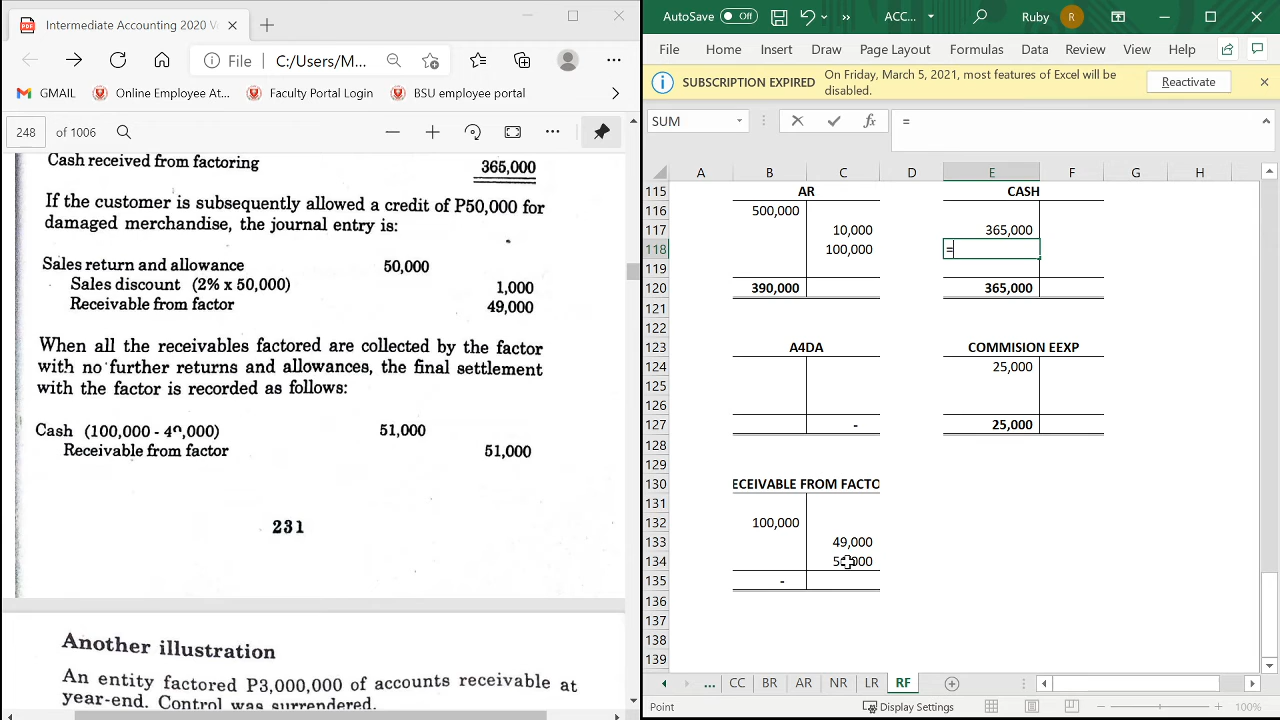 Intermediate Accounting 2020 V
File C:/Users/M...
GMAIL Online Employee At... Faculty Portal Login BSU employee portal
248 of 1006
Cash received from factoring 365,000
If the customer is subsequently allowed a credit of P50,000 for
damaged merchandise, the journal entry is:
Sales return and allowance 50,000
Sales discount (2% x 50,000) 1,000
Receivable from factor 49,000
When all the receivables factored are collected by the factor
with no further returns and allowances, the final settlement
with the factor is recorded as follows:
Cash (100,000 - 49,000) 51,000
Receivable from factor 51,000
231
Another illustration
An entity factored P3,000,000 of accounts receivable at
year-end. Control was surrendered.
AutoSave Off ACC... Ruby R
File Home Insert Draw Page Layout Formulas Data Review View Help
SUBSCRIPTION EXPIRED On Friday, March 5, 2021, most features of Excel will be
disabled. Reactivate
SUM fx =
A B C D E F G H
115 AR CASH
116 500,000
117 10,000 365,000
118 100,000 =
119
120 390,000 365,000
121
122
123 A4DA COMMISION EEXP
124 25,000
125
126
127 - 25,000
128
129
130 ECEIVABLE FROM FACTO
131
132 100,000
133 49,000
134
135 -
136
137
138
139
... CC BR AR NR LR RF
Point Display Settings 100%